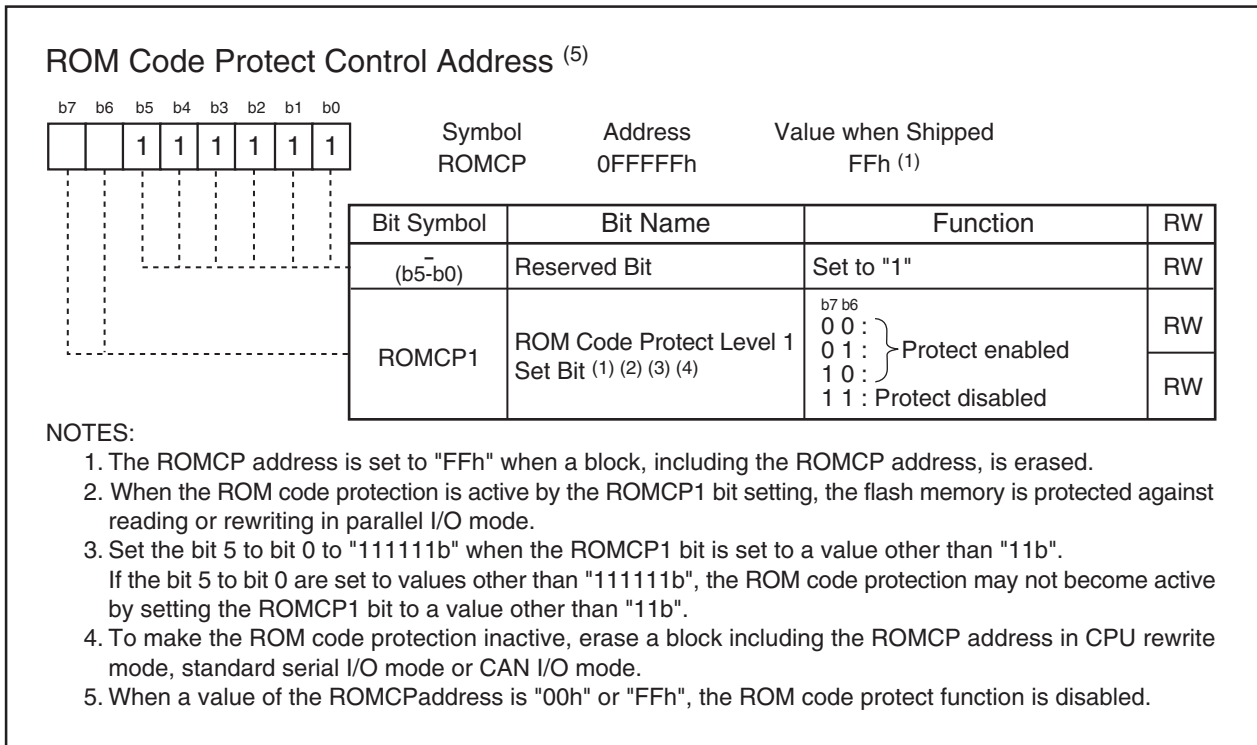 ROM Code Protect Control Address (5)
b7 b6 b5 b4 b3 b2 b1 b0
1 1 1 1 1 1
Symbol Address Value when Shipped
ROMCP 0FFFFFh FFh (1)
Bit Symbol Bit Name Function RW
– (b5-b0) Reserved Bit Set to "1" RW
ROMCP1 ROM Code Protect Level 1
Set Bit (1) (2) (3) (4)
b7 b6
0 0 :
0 1 : Protect enabled
1 0 :
1 1 : Protect disabled
RW
RW
NOTES:
1. The ROMCP address is set to "FFh" when a block, including the ROMCP address, is erased.
2. When the ROM code protection is active by the ROMCP1 bit setting, the flash memory is protected against
reading or rewriting in parallel I/O mode.
3. Set the bit 5 to bit 0 to "111111b" when the ROMCP1 bit is set to a value other than "11b".
If the bit 5 to bit 0 are set to values other than "111111b", the ROM code protection may not become active
by setting the ROMCP1 bit to a value other than "11b".
4. To make the ROM code protection inactive, erase a block including the ROMCP address in CPU rewrite
mode, standard serial I/O mode or CAN I/O mode.
5. When a value of the ROMCPaddress is "00h" or "FFh", the ROM code protect function is disabled.